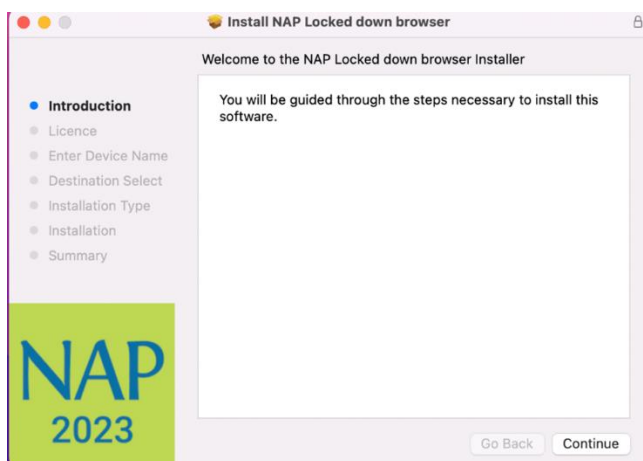 Install NAP Locked down browser
Welcome to the NAP Locked down browser Installer
Introduction
Licence
Enter Device Name
Destination Select
Installation Type
Installation
Summary
You will be guided through the steps necessary to install this
software.
NAP
2023
Go Back
Continue